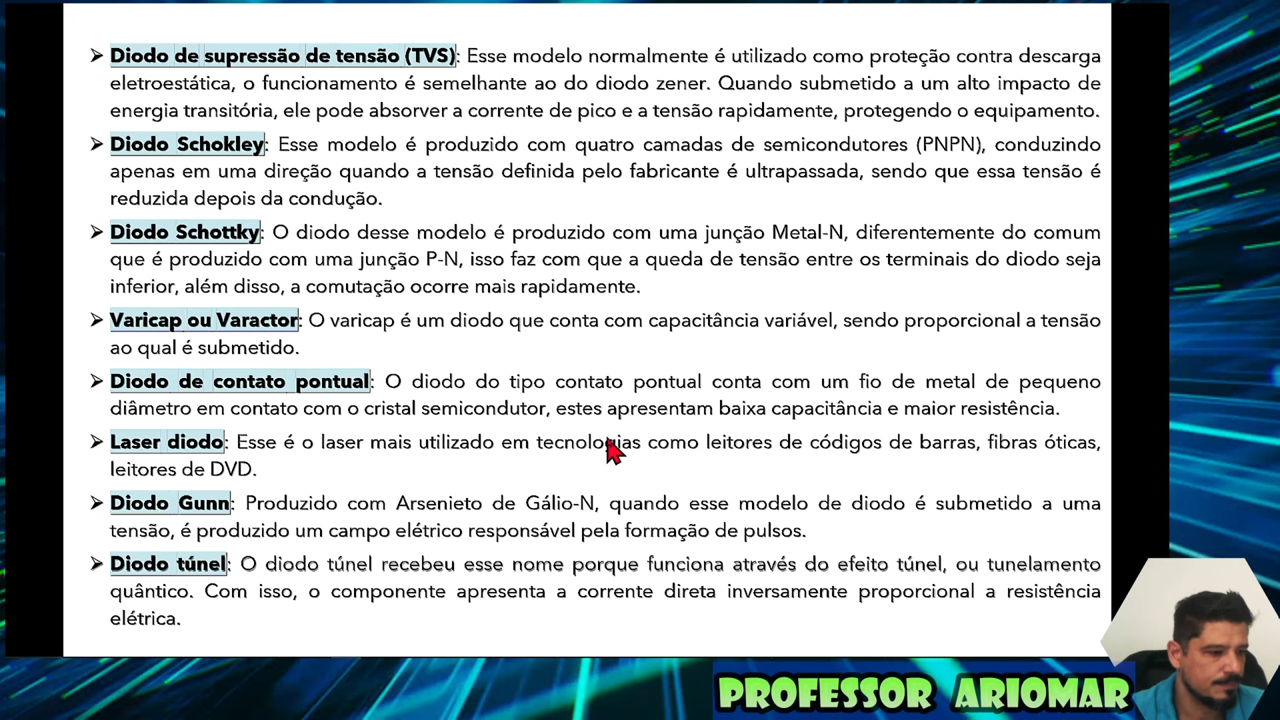 ➢ Diodo de supressão de tensão (TVS): Esse modelo normalmente é utilizado como proteção contra descarga
eletroestática, o funcionamento é semelhante ao do diodo zener. Quando submetido a um alto impacto de
energia transitória, ele pode absorver a corrente de pico e a tensão rapidamente, protegendo o equipamento.
➢ Diodo Schokley: Esse modelo é produzido com quatro camadas de semicondutores (PNPN), conduzindo
apenas em uma direção quando a tensão definida pelo fabricante é ultrapassada, sendo que essa tensão é
reduzida depois da condução.
➢ Diodo Schottky: O diodo desse modelo é produzido com uma junção Metal-N, diferentemente do comum
que é produzido com uma junção P-N, isso faz com que a queda de tensão entre os terminais do diodo seja
inferior, além disso, a comutação ocorre mais rapidamente.
➢ Varicap ou Varactor: O varicap é um diodo que conta com capacitância variável, sendo proporcional a tensão
ao qual é submetido.
➢ Diodo de contato pontual: O diodo do tipo contato pontual conta com um fio de metal de pequeno
diâmetro em contato com o cristal semicondutor, estes apresentam baixa capacitância e maior resistência.
➢ Laser diodo: Esse é o laser mais utilizado em tecnologias como leitores de códigos de barras, fibras óticas,
leitores de DVD.
➢ Diodo Gunn: Produzido com Arsenieto de Gálio-N, quando esse modelo de diodo é submetido a uma
tensão, é produzido um campo elétrico responsável pela formação de pulsos.
➢ Diodo túnel: O diodo túnel recebeu esse nome porque funciona através do efeito túnel, ou tunelamento
quântico. Com isso, o componente apresenta a corrente direta inversamente proporcional a resistência
elétrica.
PROFESSOR ARIOMAR